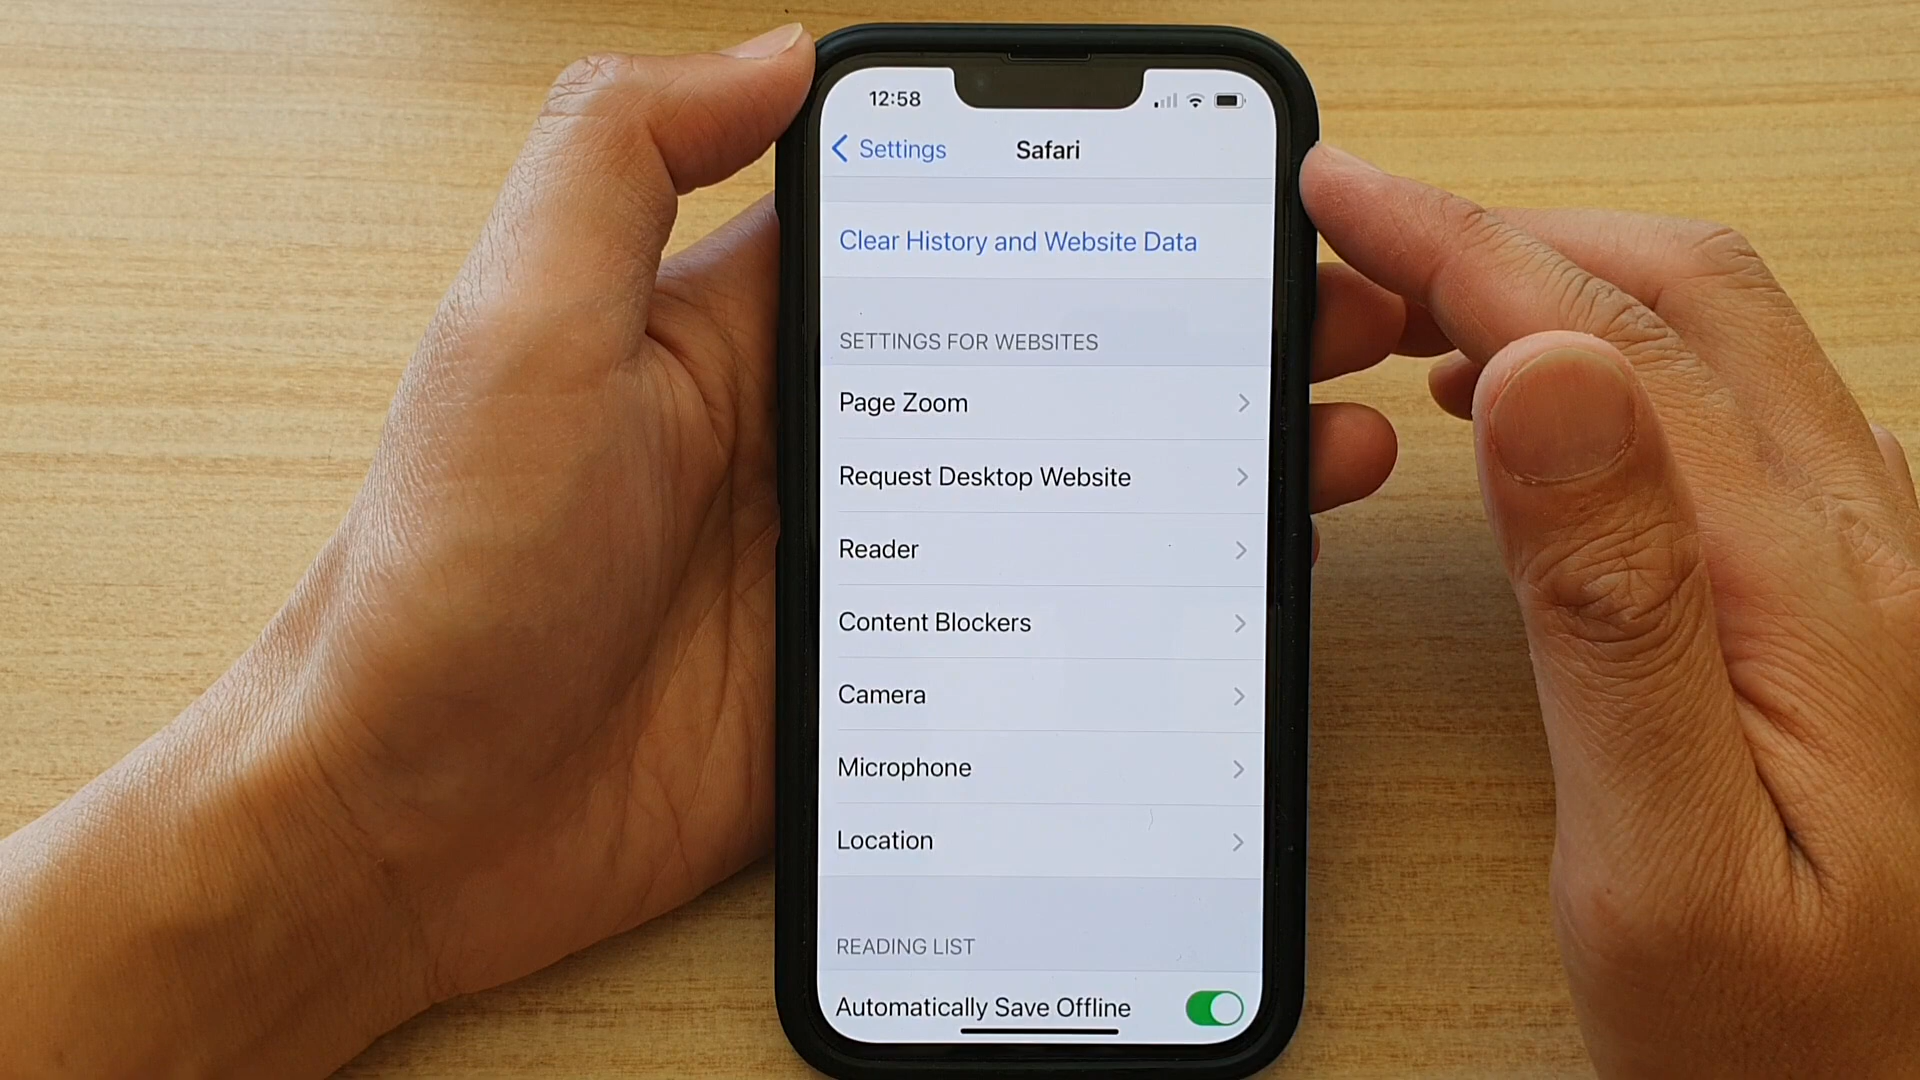 12:58
Settings
Safari
Clear History and Website Data
SETTINGS FOR WEBSITES
Page Zoom
Request Desktop Website
Reader
Content Blockers
Camera
Microphone
Location
READING LIST
Automatically Save Offline